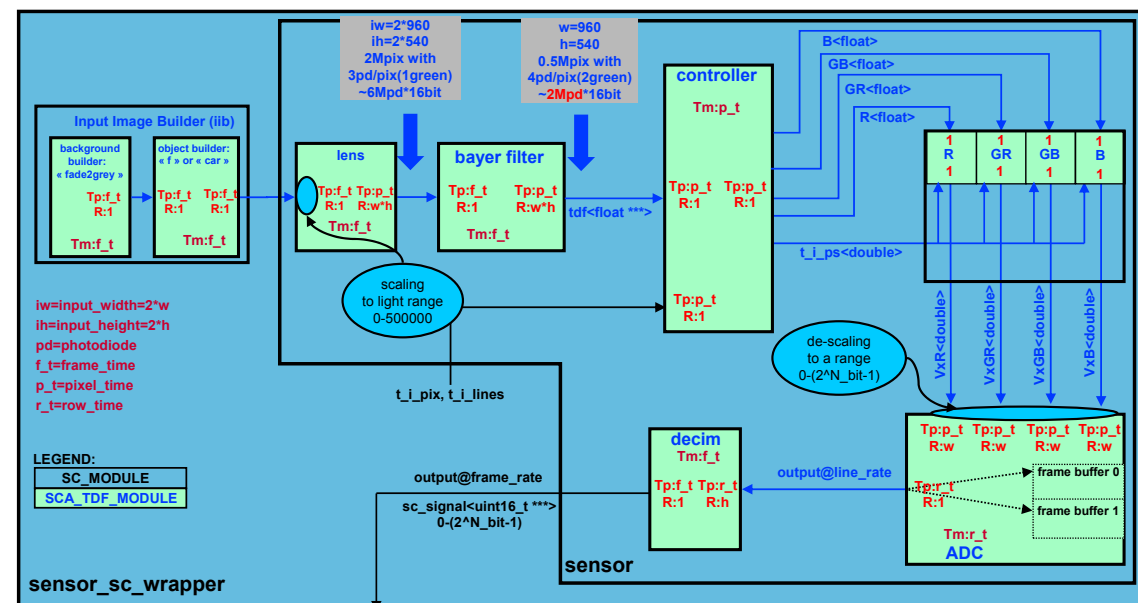 iw=2*960
ih=2*540
2Mpix with
3pd/pix(1green)
~6Mpd*16bit
w=960
h=540
0.5Mpix with
4pd/pix(2green)
~2Mpd*16bit
Input Image Builder (iib)
background
builder:
« fade2grey »
Tp:f_t
R:1
Tm:f_t
object builder:
« f » or « car »
Tp:f_t Tp:f_t
R:1 R:1
Tm:f_t
lens
Tp:f_t Tp:p_t
R:1 R:w*h
Tm:f_t
bayer filter
Tp:f_t Tp:p_t
R:1 R:w*h
Tm:f_t
tdf<float ***>
controller
Tm:p_t
Tp:p_t Tp:p_t
R:1 R:1
Tp:p_t
R:1
B<float>
GB<float>
GR<float>
R<float>
t_i_ps<double>
1 1 1 1
R GR GB B
1 1 1 1
scaling
to light range
0-500000
t_i_pix, t_i_lines
iw=input_width=2*w
ih=input_height=2*h
pd=photodiode
f_t=frame_time
p_t=pixel_time
r_t=row_time
LEGEND:
SC_MODULE
SCA_TDF_MODULE
VxR<double>
VxGR<double>
VxGB<double>
VxB<double>
de-scaling
to a range
0-(2^N_bit-1)
Tp:p_t Tp:p_t Tp:p_t Tp:p_t
R:w R:w R:w R:w
frame buffer 0
frame buffer 1
Tp:r_t
R:1
Tm:r_t
ADC
output@line_rate
decim
Tm:f_t
Tp:f_t Tp:r_t
R:1 R:h
output@frame_rate
sc_signal<uint16_t ***>
0-(2^N_bit-1)
sensor
sensor_sc_wrapper